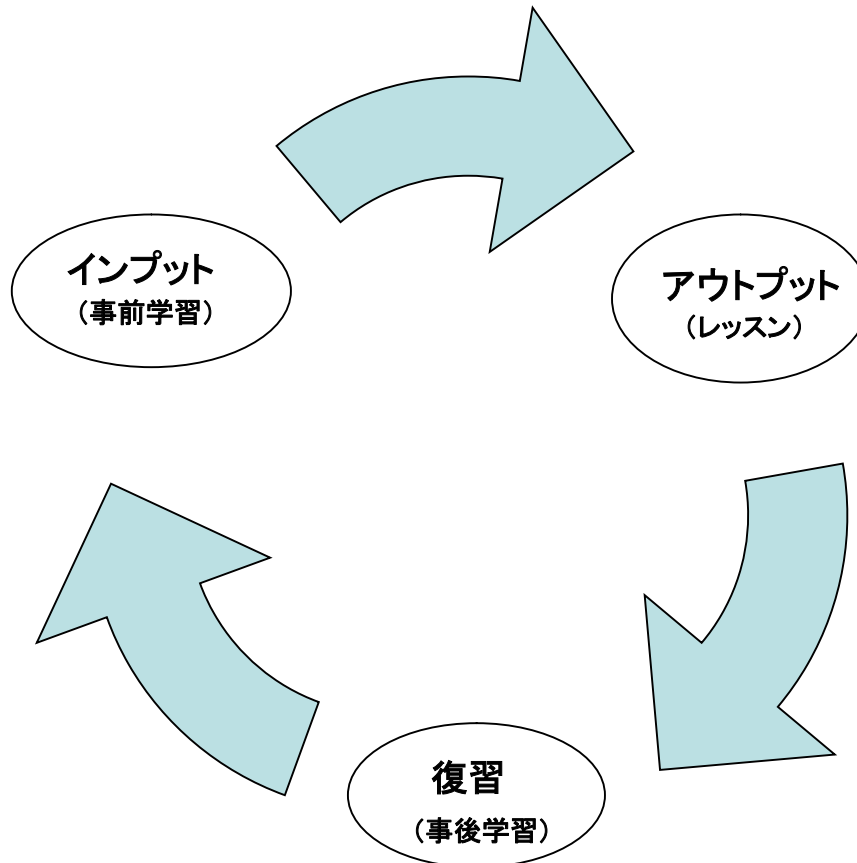 インプット
（事前学習）
アウトプット
（レッスン）
復習
（事後学習）